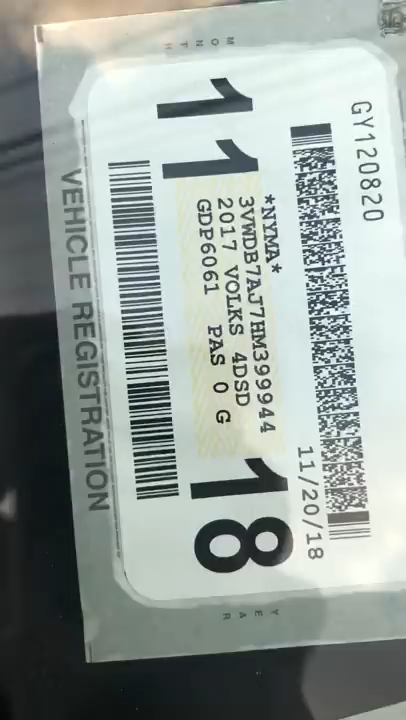 GY120820
11/20/18
*NYMA*
3VWDB7AJ7HM399944
2017 VOLKS 4DSD
GDP6061 PAS 0 G
MONTH
11
18
YEAR
VEHICLE REGISTRATION